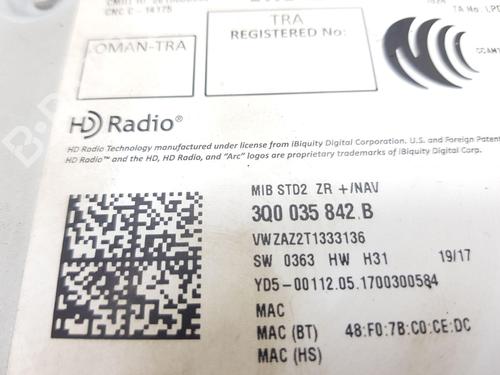 CNC C - 14175
OMAN-TRA
TRA
REGISTERED No:
TA No.
HD Radio®
HD Radio Technology manufactured under license from iBiquity Digital Corporation. U.S. and Foreign Patent
HD Radio™ and the HD, HD Radio, and "Arc" logos are proprietary trademarks of iBiquity Digital Corp.
MIB STD2 ZR +/NAV
3Q0 035 842 B
VWZAZ2T1333136
SW 0363 HW H31 19/17
YD5-00112.05.1700300584
MAC
MAC (BT) 48:F0:7B:C0:CE:DC
MAC (HS)